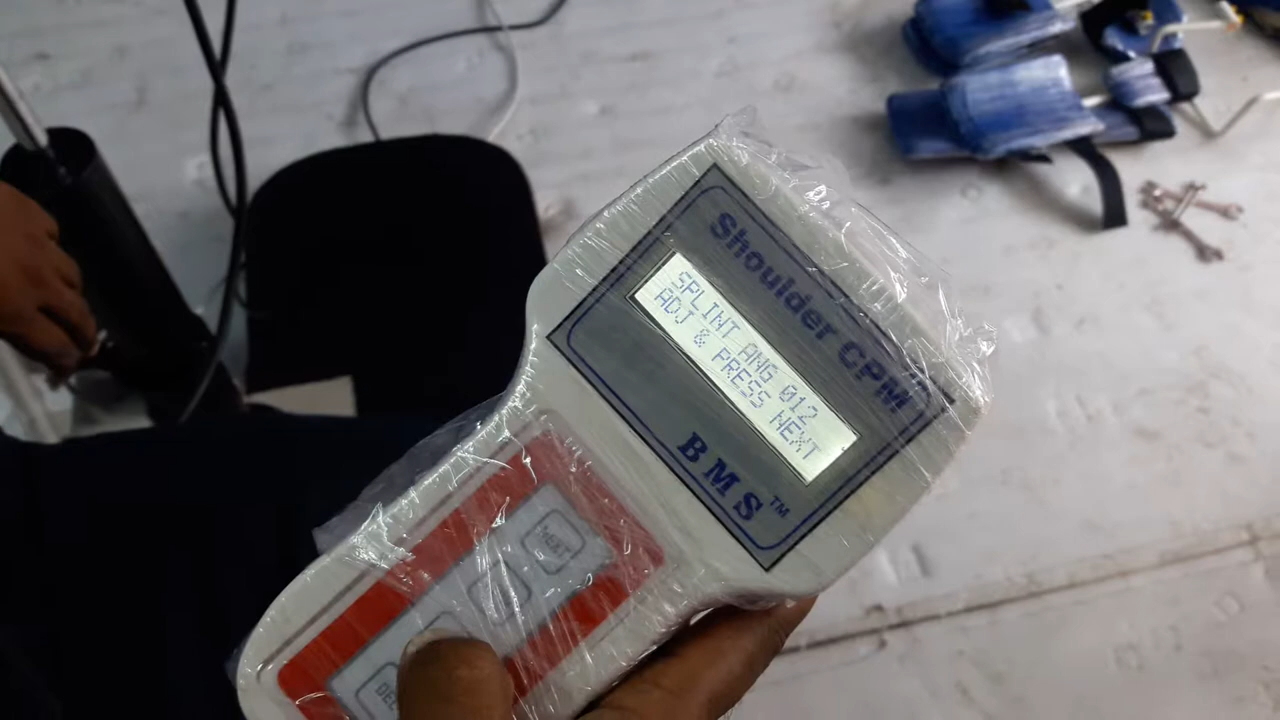 Shoulder CPM
SPLINT ANG 012
ADJ & PRESS NEXT
BMS™
NEXT